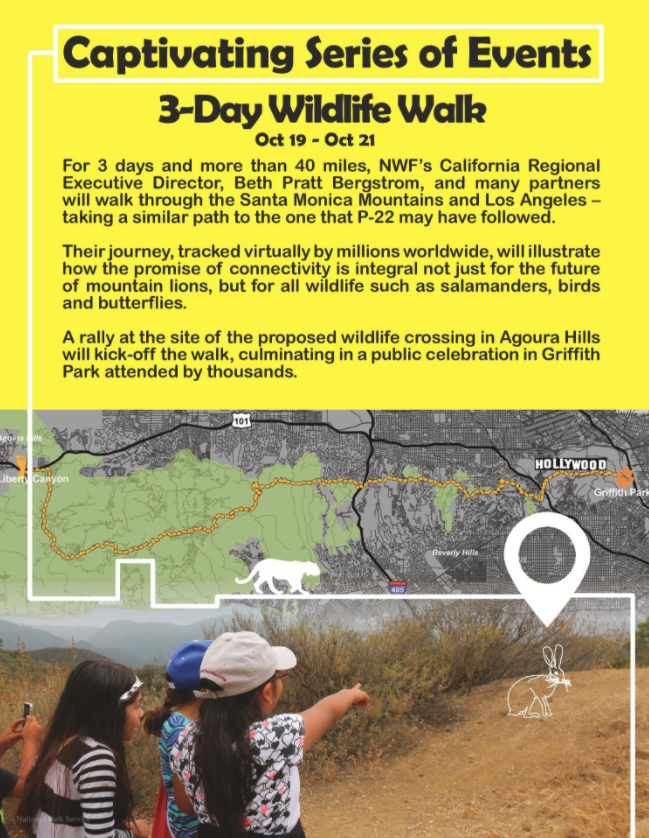 Captivating Series of Events
3-Day Wildlife Walk
Oct 19 - Oct 21
For 3 days and more than 40 miles, NWF's California Regional
Executive Director, Beth Pratt Bergstrom, and many partners
will walk through the Santa Monica Mountains and Los Angeles –
taking a similar path to the one that P-22 may have followed.
Their journey, tracked virtually by millions worldwide, will illustrate
how the promise of connectivity is integral not just for the future
of mountain lions, but for all wildlife such as salamanders, birds
and butterflies.
A rally at the site of the proposed wildlife crossing in Agoura Hills
will kick-off the walk, culminating in a public celebration in Griffith
Park attended by thousands.
Glendale
101
Agoura Hills
HOLLYWOOD
Liberty Canyon
Griffith Park
Beverly Hills
405
National Park Service